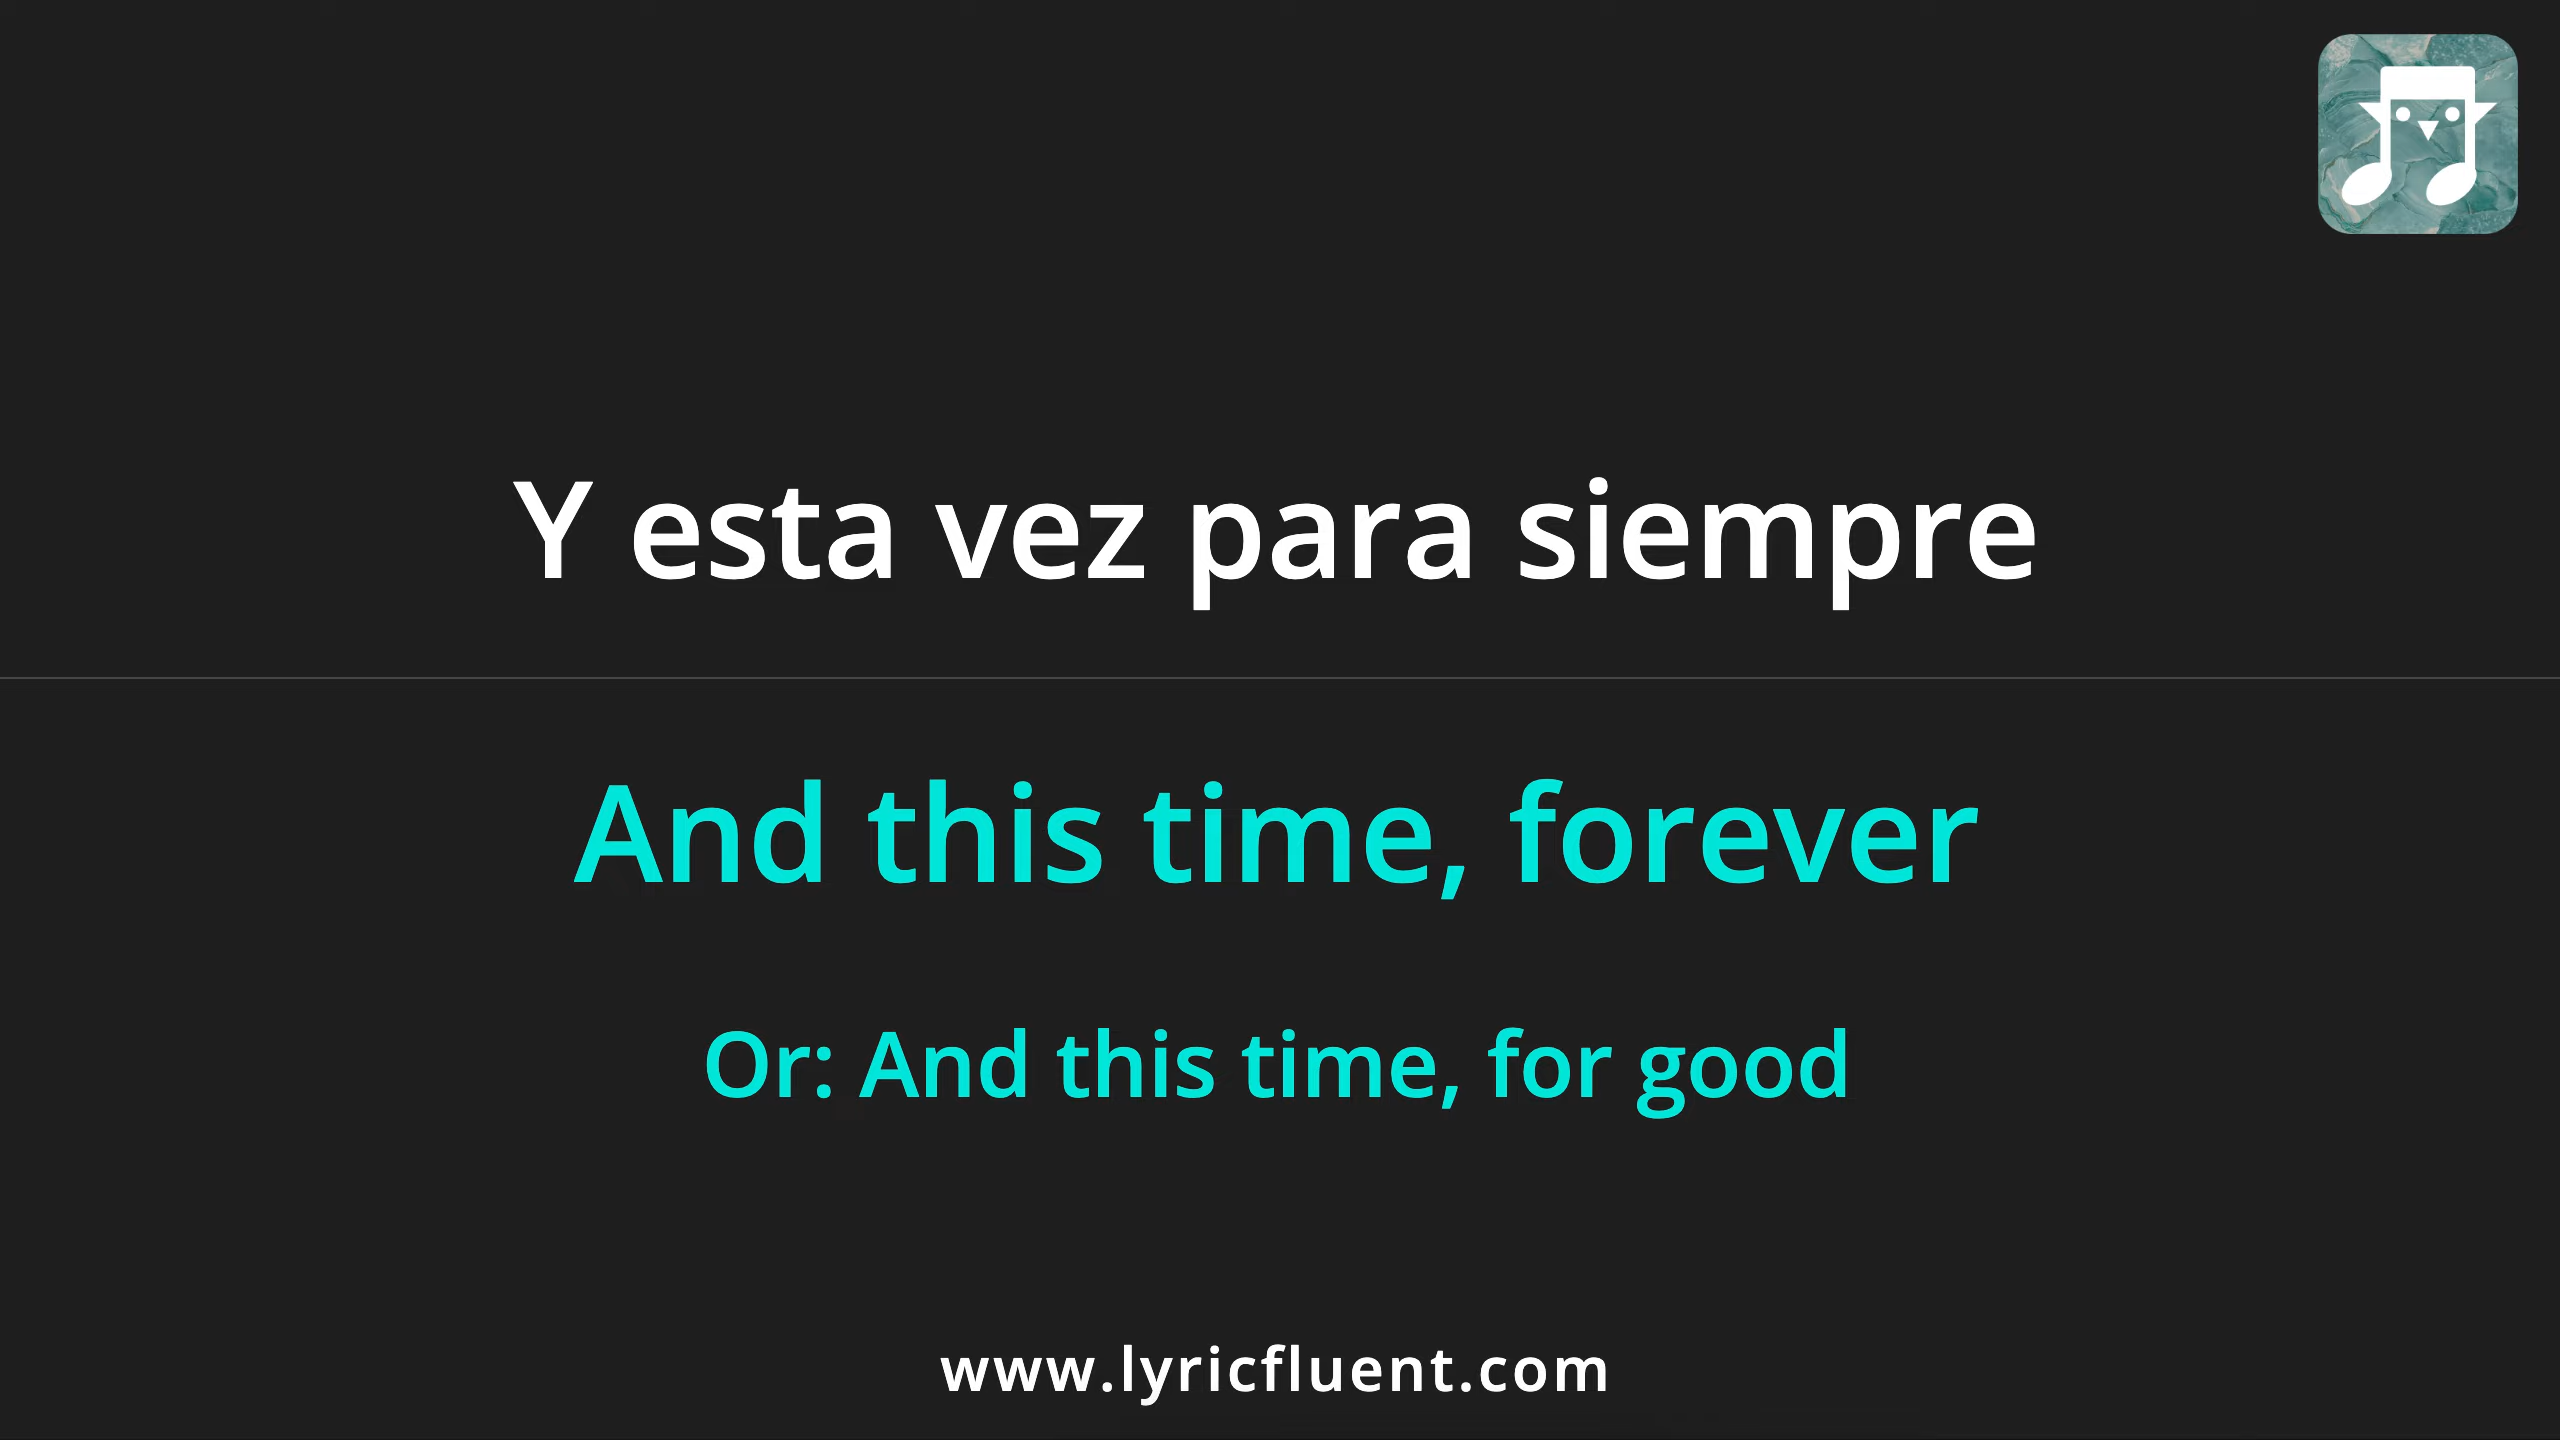 Y esta vez para siempre
And this time, forever
Or: And this time, for good
www.lyricfluent.com